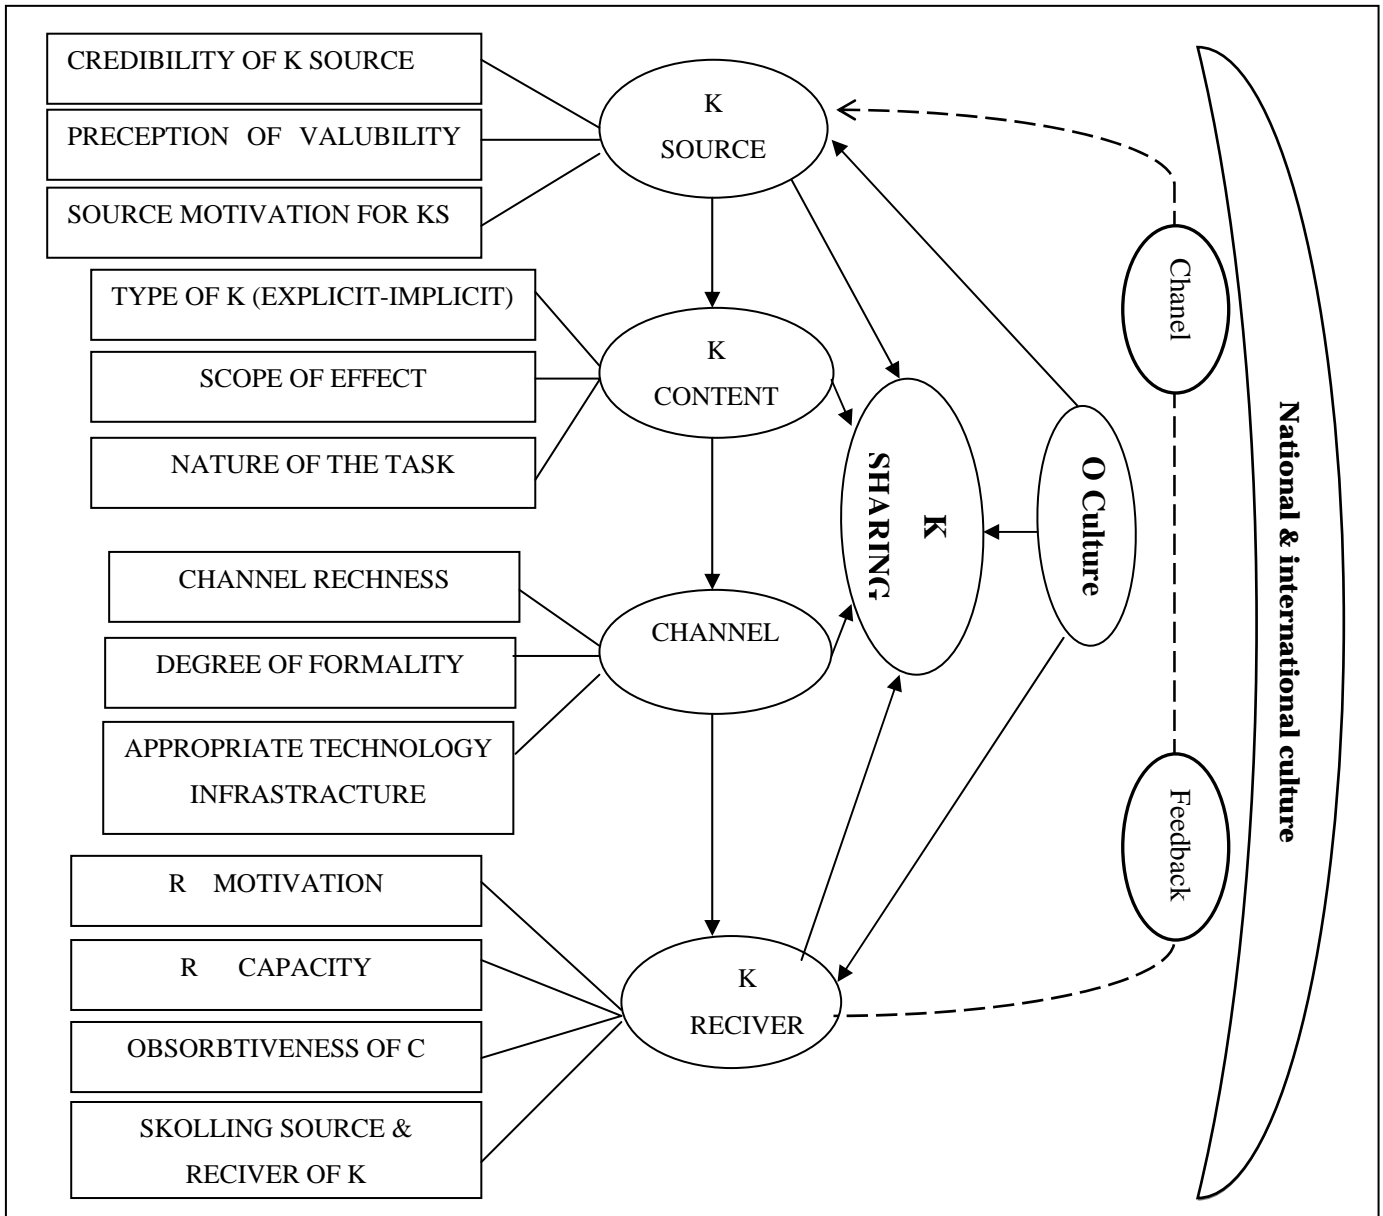 CREDIBILITY OF K SOURCE
PRECEPTION OF VALUBILITY
SOURCE MOTIVATION FOR KS
K
SOURCE
TYPE OF K (EXPLICIT-IMPLICIT)
SCOPE OF EFFECT
NATURE OF THE TASK
K
CONTENT
CHANNEL RECHNESS
DEGREE OF FORMALITY
APPROPRIATE TECHNOLOGY
INFRASTRACTURE
CHANNEL
R MOTIVATION
R CAPACITY
OBSORBTIVENESS OF C
SKOLLING SOURCE &
RECIVER OF K
K
RECIVER
K
SHARING
O Culture
Chanel
Feedback
National & international culture